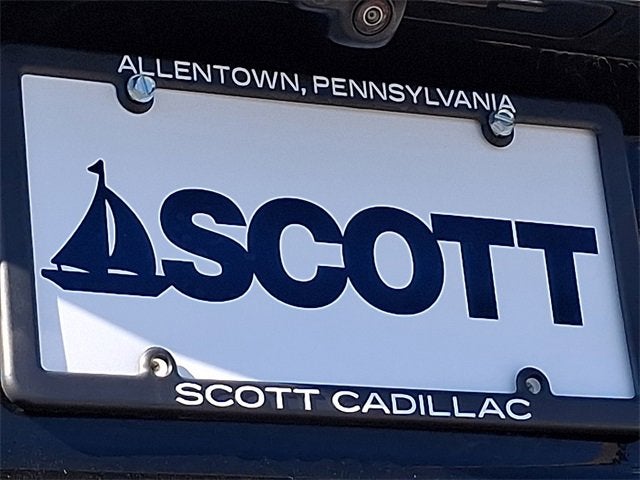 ALLENTOWN, PENNSYLVANIA
SCOTT
SCOTT CADILLAC